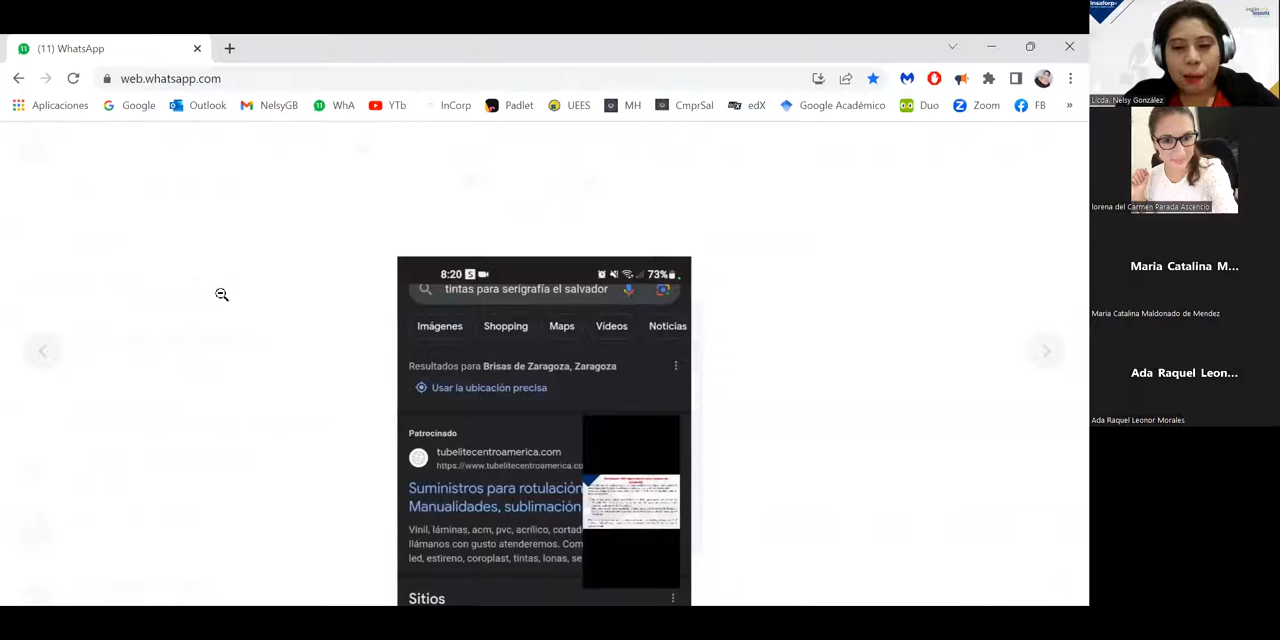 (11) WhatsApp
web.whatsapp.com
Aplicaciones Google Outlook NelsyGB WhA YTb InCorp Padlet UEES MH CmprSal edX Google Académico Duo Zoom FB »
8:20 S 73%
tintas para serigrafía el salvador
Imágenes Shopping Maps Vídeos Noticias
Resultados para Brisas de Zaragoza, Zaragoza
Usar la ubicación precisa
Patrocinado
tubelitecentroamerica.com
https://www.tubelitecentroamerica.co
Suministros para rotulación
Manualidades, sublimación
Vinil, láminas, acm, pvc, acrílico, cortad
llámanos con gusto atenderemos. Com
led, estireno, coroplast, tintas, lonas, se
Sitios
Insaforp
Licda. Nelsy González
lorena del Carmen Parada Ascencio
Maria Catalina M...
Maria Catalina Maldonado de Mendez
Ada Raquel Leon...
Ada Raquel Leonor Morales